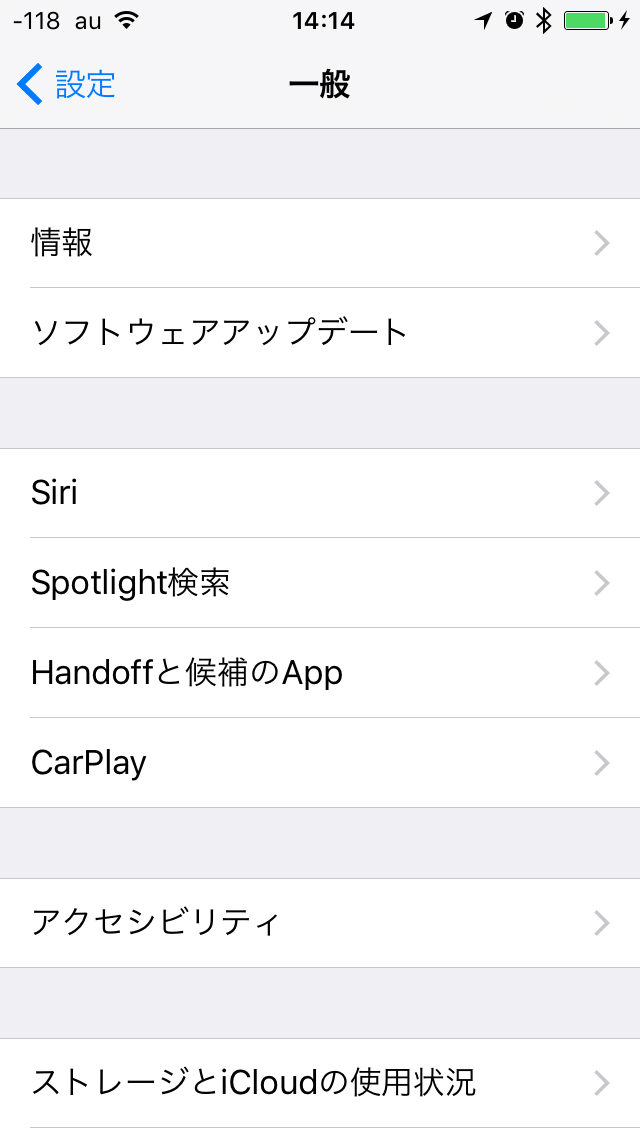 -118 au 14:14
設定 一般
情報
ソフトウェアアップデート
Siri
Spotlight検索
Handoffと候補のApp
CarPlay
アクセシビリティ
ストレージとiCloudの使用状況